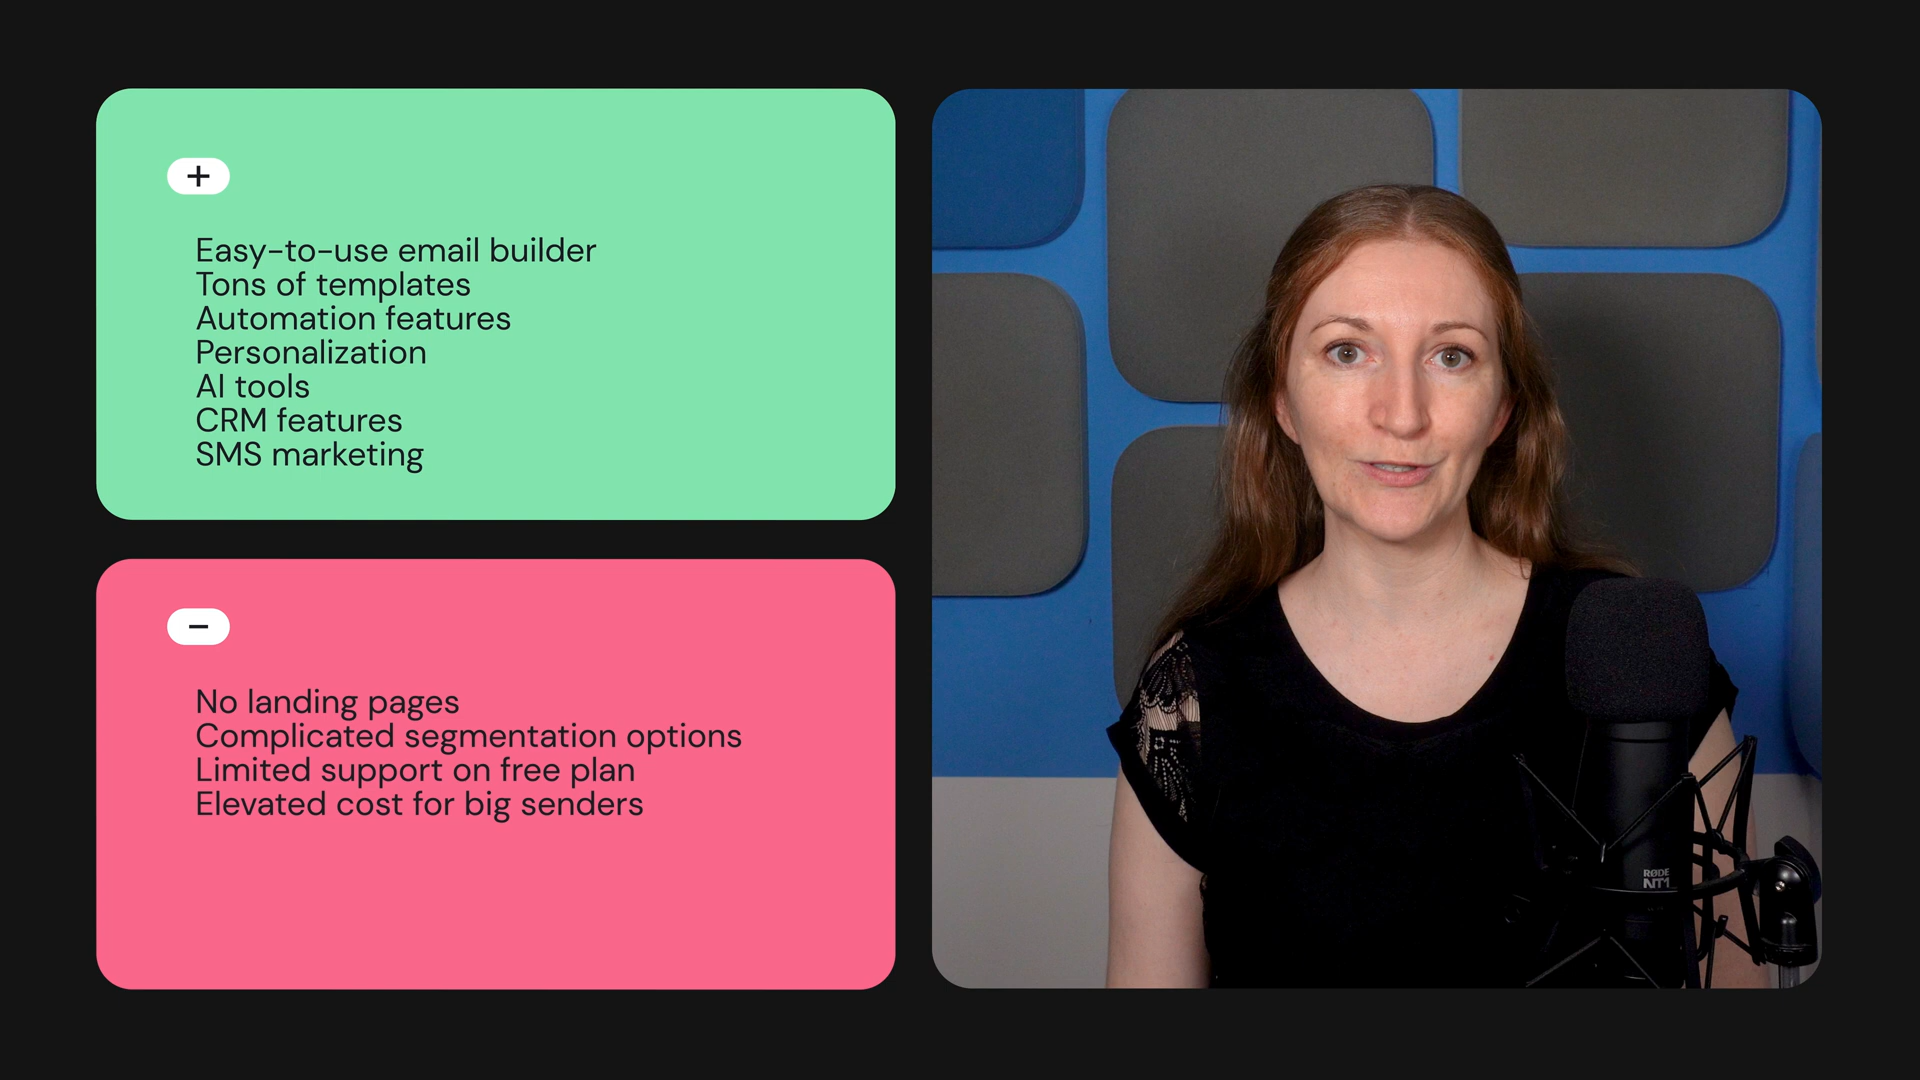 +
Easy-to-use email builder
Tons of templates
Automation features
Personalization
AI tools
CRM features
SMS marketing
–
No landing pages
Complicated segmentation options
Limited support on free plan
Elevated cost for big senders
RØDE
NT1